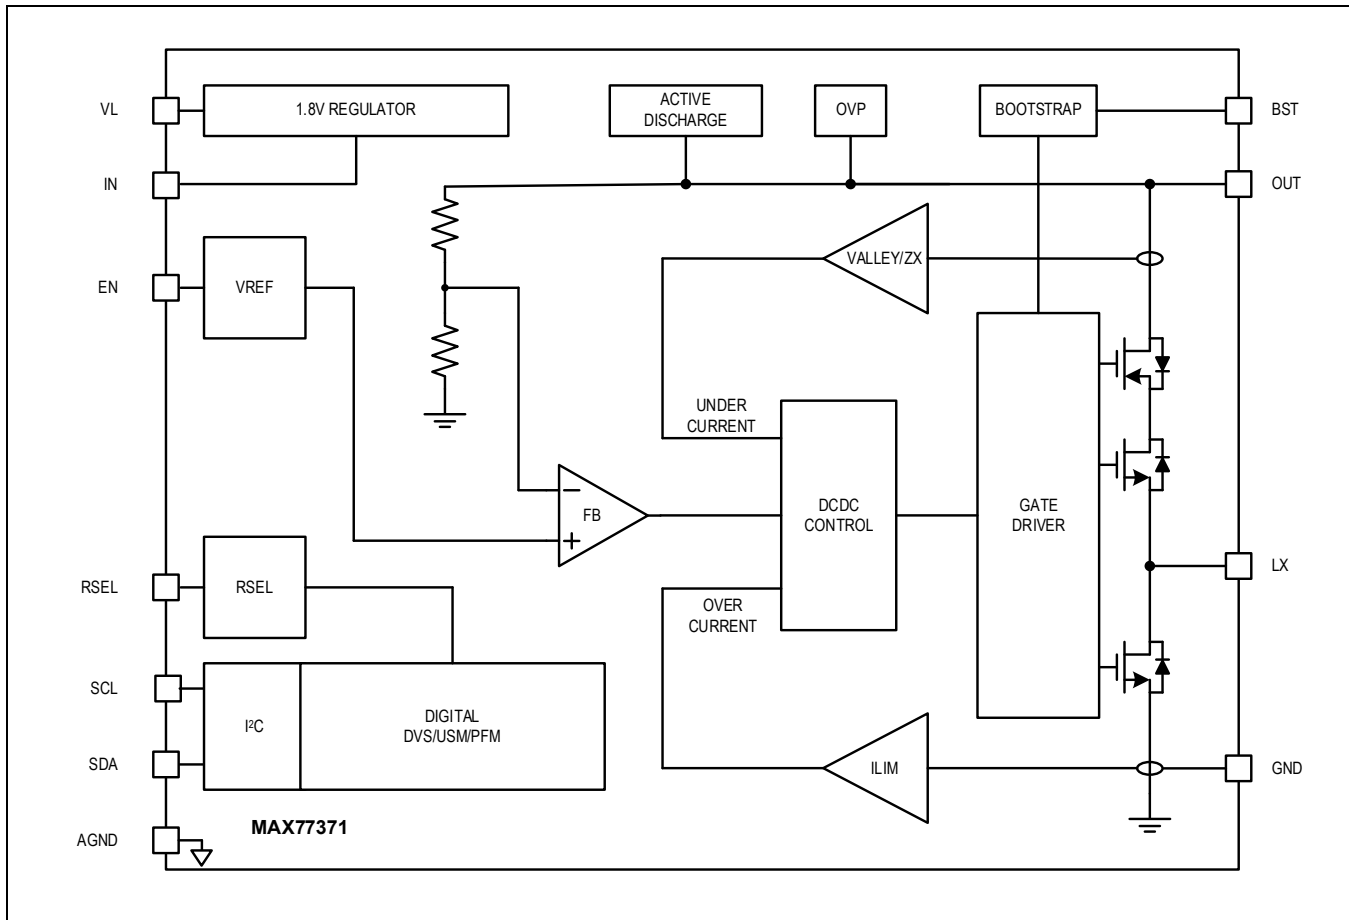 VL
1.8V REGULATOR
ACTIVE
DISCHARGE
OVP
BOOTSTRAP
BST
IN
OUT
EN
VREF
VALLEY/ZX
UNDER
CURRENT
FB
DCDC
CONTROL
GATE
DRIVER
LX
RSEL
RSEL
OVER
CURRENT
SCL
I²C
DIGITAL
DVS/USM/PFM
SDA
ILIM
GND
AGND
MAX77371